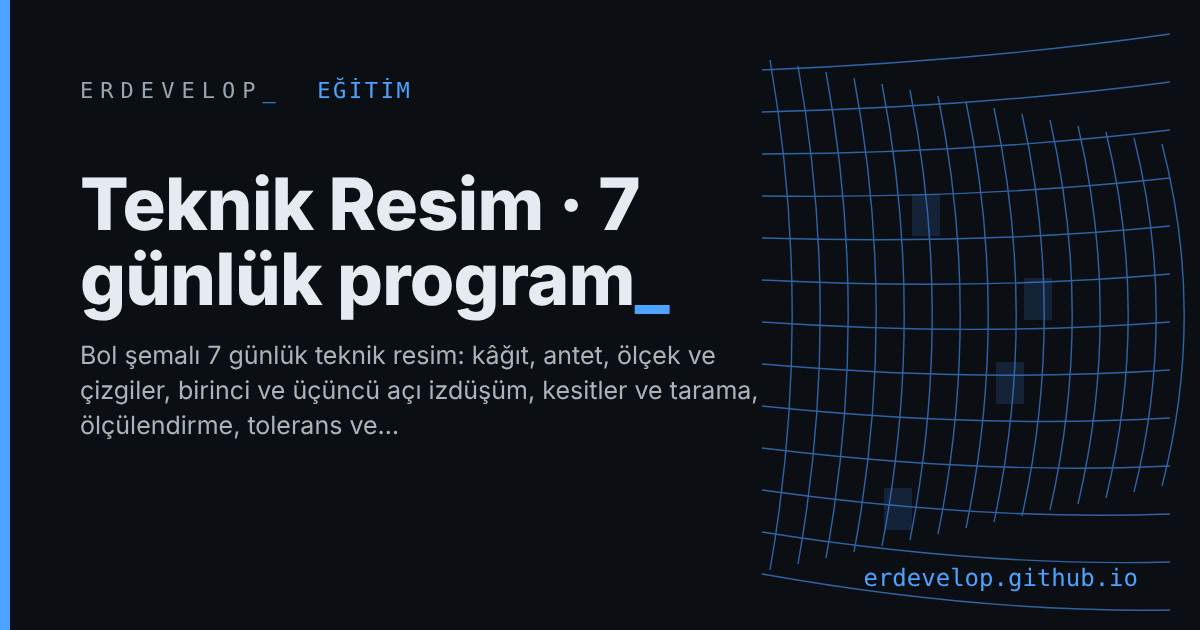 ERDEVELOP_ EĞİTİM
Teknik Resim · 7
günlük program_
Bol şemalı 7 günlük teknik resim: kâğıt, antet, ölçek ve
çizgiler, birinci ve üçüncü açı izdüşüm, kesitler ve tarama,
ölçülendirme, tolerans ve...
erdevelop.github.io